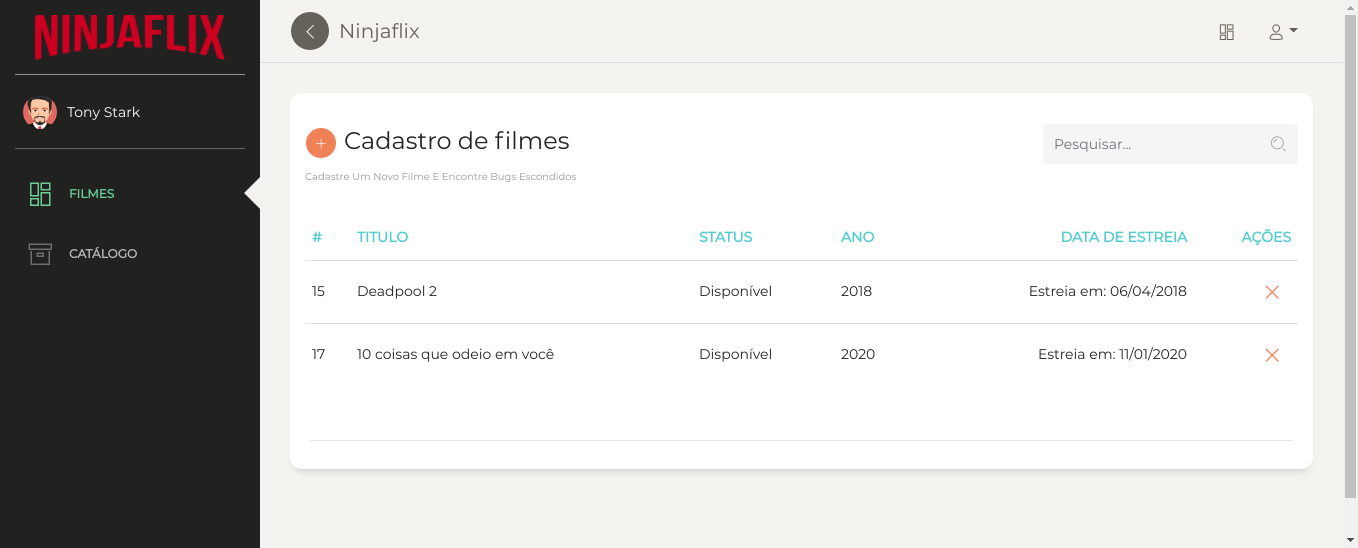 NINJAFLIX
Ninjaflix
Tony Stark
FILMES
CATÁLOGO
Cadastro de filmes
Pesquisar...
Cadastre Um Novo Filme E Encontre Bugs Escondidos
# TITULO STATUS ANO DATA DE ESTREIA AÇÕES
15 Deadpool 2 Disponível 2018 Estreia em: 06/04/2018
17 10 coisas que odeio em você Disponível 2020 Estreia em: 11/01/2020